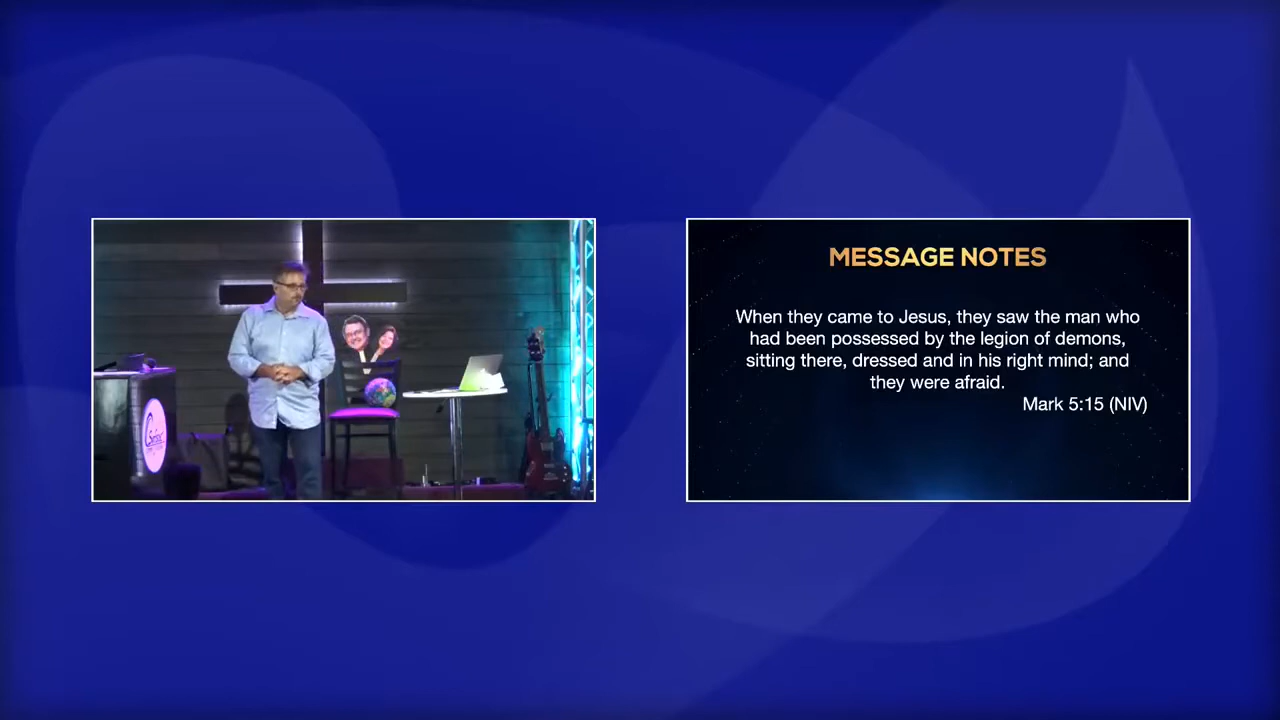 MESSAGE NOTES
When they came to Jesus, they saw the man who
had been possessed by the legion of demons,
sitting there, dressed and in his right mind; and
they were afraid.
Mark 5:15 (NIV)